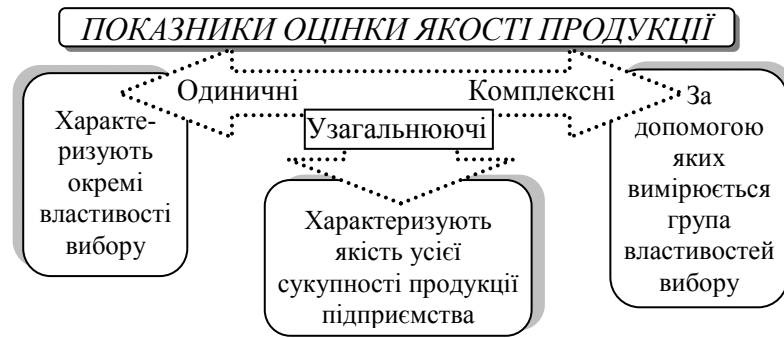 ПОКАЗНИКИ ОЦІНКИ ЯКОСТІ ПРОДУКЦІЇ
Одиничні
Характе-
ризують
окремі
властивості
вибору
Узагальнюючі
Характеризують
якість усієї
сукупності продукції
підприємства
Комплексні
За
допомогою
яких
вимірюється
група
властивостей
вибору